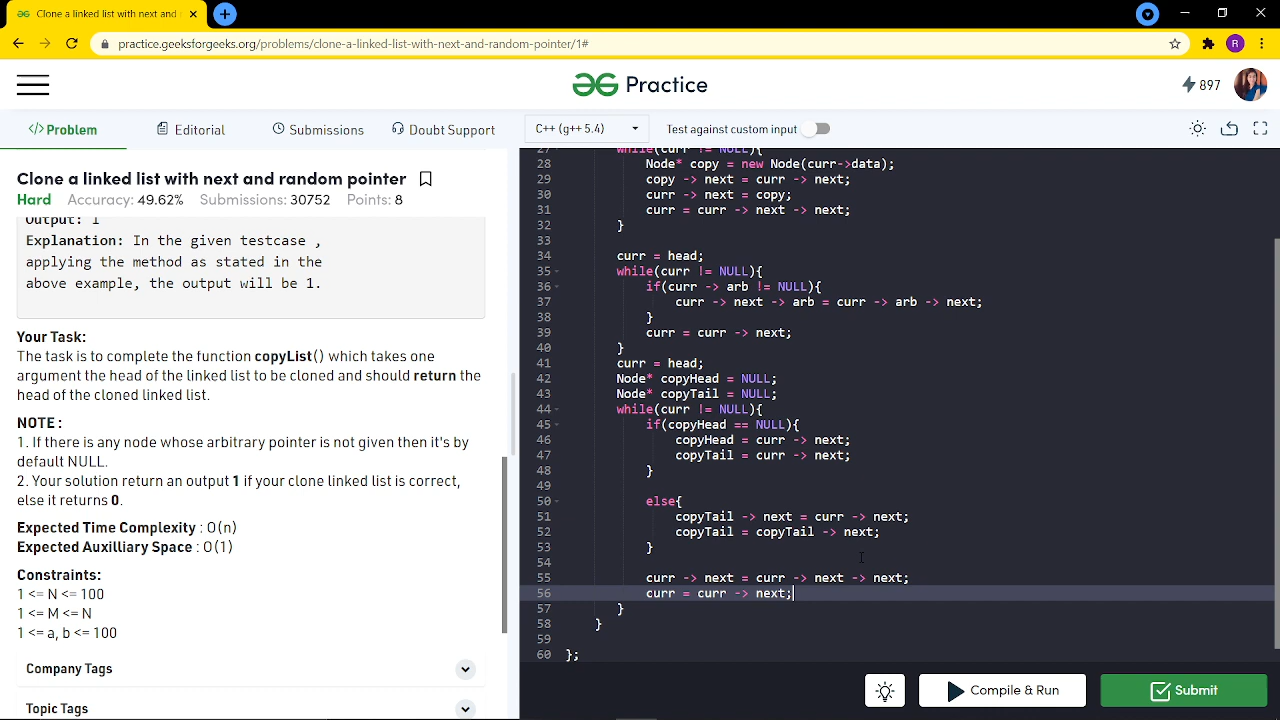 Clone a linked list with next and
practice.geeksforgeeks.org/problems/clone-a-linked-list-with-next-and-random-pointer/1#
R
Practice
897
</> Problem
Editorial
Submissions
Doubt Support
C++ (g++ 5.4)
Test against custom input
Clone a linked list with next and random pointer
Hard Accuracy: 49.62% Submissions: 30752 Points: 8
Output: 1
Explanation: In the given testcase ,
applying the method as stated in the
above example, the output will be 1.
Your Task:
The task is to complete the function copyList() which takes one
argument the head of the linked list to be cloned and should return the
head of the cloned linked list.
NOTE :
1. If there is any node whose arbitrary pointer is not given then it's by
default NULL.
2. Your solution return an output 1 if your clone linked list is correct,
else it returns 0.
Expected Time Complexity : O(n)
Expected Auxilliary Space : O(1)
Constraints:
1 <= N <= 100
1 <= M <= N
1 <= a, b <= 100
Company Tags
Topic Tags
27 while(curr != NULL){
28 Node* copy = new Node(curr->data);
29 copy -> next = curr -> next;
30 curr -> next = copy;
31 curr = curr -> next -> next;
32 }
33
34 curr = head;
35 while(curr != NULL){
36 if(curr -> arb != NULL){
37 curr -> next -> arb = curr -> arb -> next;
38 }
39 curr = curr -> next;
40 }
41 curr = head;
42 Node* copyHead = NULL;
43 Node* copyTail = NULL;
44 while(curr != NULL){
45 if(copyHead == NULL){
46 copyHead = curr -> next;
47 copyTail = curr -> next;
48 }
49
50 else{
51 copyTail -> next = curr -> next;
52 copyTail = copyTail -> next;
53 }
54
55 curr -> next = curr -> next -> next;
56 curr = curr -> next;
57 }
58 }
59
60 };
Compile & Run
Submit